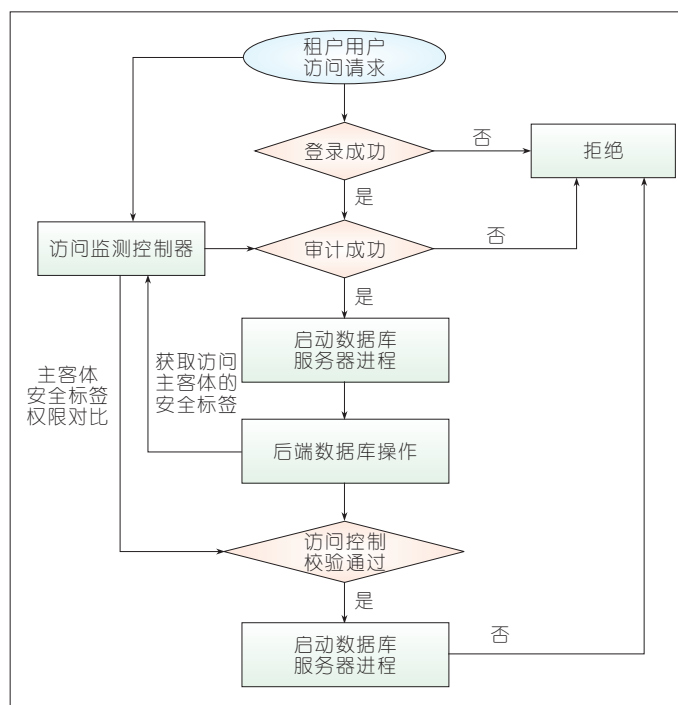 租户用户
访问请求
登录成功
否
拒绝
是
访问监测控制器
审计成功
否
是
启动数据库
服务器进程
主客体
安全标签
权限对比
获取访问
主客体的
安全标签
后端数据库操作
访问控制
校验通过
是
启动数据库
服务器进程
否